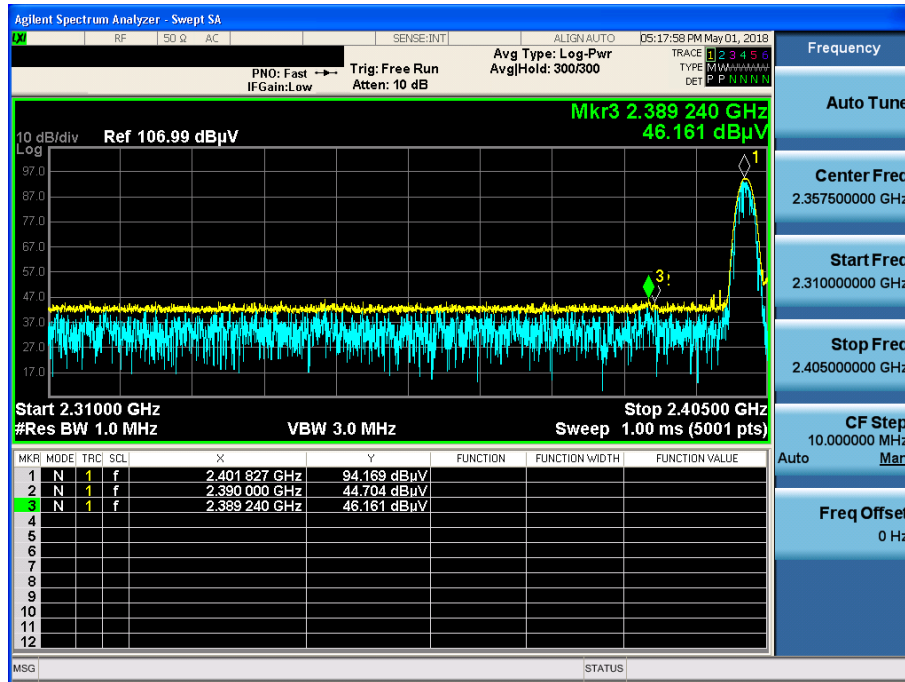 Agilent Spectrum Analyzer - Swept SA
LXI RF 50 Ω AC SENSE:INT ALIGN AUTO 05:17:58 PM May 01, 2018
Frequency
PNO: Fast
IFGain:Low
Trig: Free Run
Atten: 10 dB
Avg Type: Log-Pwr
Avg|Hold: 300/300
TRACE 1 2 3 4 5 6
TYPE MWWWWW
DET P P N N N N
Auto Tune
Mkr3 2.389 240 GHz
46.161 dBµV
10 dB/div Ref 106.99 dBµV
Log
97.0
87.0
77.0
67.0
57.0
47.0
37.0
27.0
17.0
1
3
Center Freq
2.357500000 GHz
Start Freq
2.310000000 GHz
Stop Freq
2.405000000 GHz
Start 2.31000 GHz Stop 2.40500 GHz
#Res BW 1.0 MHz VBW 3.0 MHz Sweep 1.00 ms (5001 pts)
CF Step
10.000000 MHz
Auto Man
Freq Offset
0 Hz
MKR MODE TRC SCL X Y FUNCTION FUNCTION WIDTH FUNCTION VALUE
1 N 1 f 2.401 827 GHz 94.169 dBµV
2 N 1 f 2.390 000 GHz 44.704 dBµV
3 N 1 f 2.389 240 GHz 46.161 dBµV
4
5
6
7
8
9
10
11
12
MSG STATUS